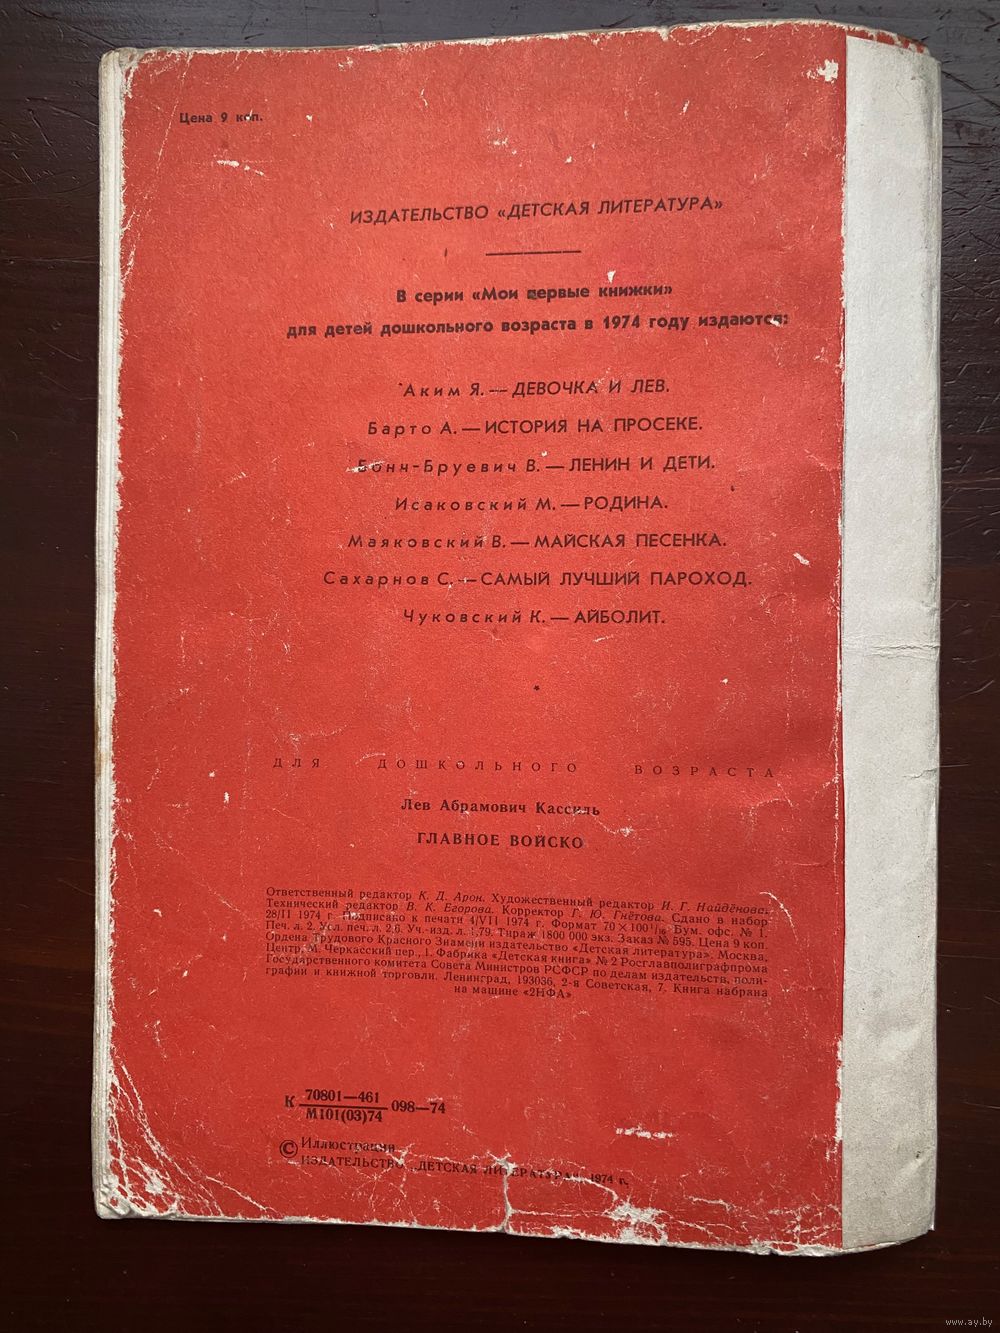 Цена 9 коп.
ИЗДАТЕЛЬСТВО «ДЕТСКАЯ ЛИТЕРАТУРА»
В серии «Мои первые книжки»
для детей дошкольного возраста в 1974 году издаются:
Аким Я. — ДЕВОЧКА И ЛЕВ.
Барто А. — ИСТОРИЯ НА ПРОСЕКЕ.
Бонч-Бруевич В. — ЛЕНИН И ДЕТИ.
Исаковский М. — РОДИНА.
Маяковский В. — МАЙСКАЯ ПЕСЕНКА.
Сахарнов С. — САМЫЙ ЛУЧШИЙ ПАРОХОД.
Чуковский К. — АЙБОЛИТ.
ДЛЯ ДОШКОЛЬНОГО ВОЗРАСТА
Лев Абрамович Кассиль
ГЛАВНОЕ ВОЙСКО
Ответственный редактор К. Д. Арон. Художественный редактор И. Г. Найдёнова.
Технический редактор В. К. Егорова. Корректор Г. Ю. Гнётова. Сдано в набор
28/II 1974 г. Подписано к печати 4/VII 1974 г. Формат 70×100¹/₁₆. Бум. офс. № 1.
Печ. л. 2. Усл. печ. л. 2,6. Уч.-изд. л. 1,79. Тираж 1800 000 экз. Заказ № 595. Цена 9 коп.
Ордена Трудового Красного Знамени издательство «Детская литература». Москва,
Центр, М. Черкасский пер., 1. Фабрика «Детская книга» № 2 Росглавполиграфпрома
Государственного комитета Совета Министров РСФСР по делам издательств, поли-
графии и книжной торговли. Ленинград, 193036, 2-я Советская, 7. Книга набрана
на машине «2НФА»
К 70801—461
М101(03)74 098—74
© Иллюстрации
ИЗДАТЕЛЬСТВО „ДЕТСКАЯ ЛИТЕРАТУРА", 1974 г.
www.ay.by